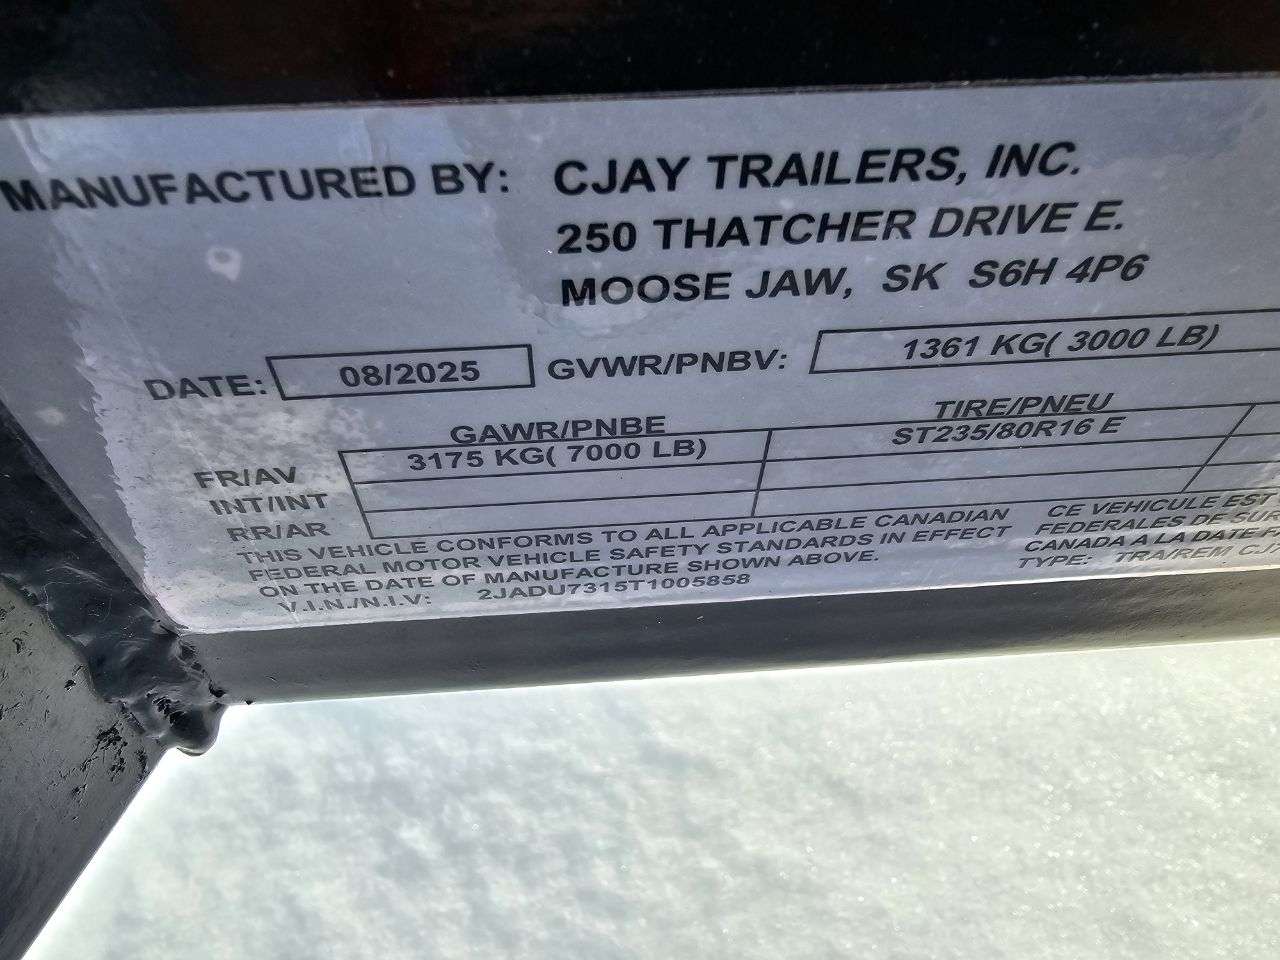 MANUFACTURED BY: CJAY TRAILERS, INC.
250 THATCHER DRIVE E.
MOOSE JAW, SK S6H 4P6
DATE: 08/2025 GVWR/PNBV: 1361 KG( 3000 LB)
GAWR/PNBE TIRE/PNEU
FR/AV 3175 KG( 7000 LB) ST235/80R16 E
INT/INT
RR/AR
THIS VEHICLE CONFORMS TO ALL APPLICABLE CANADIAN
FEDERAL MOTOR VEHICLE SAFETY STANDARDS IN EFFECT
ON THE DATE OF MANUFACTURE SHOWN ABOVE.
V.I.N./N.I.V: 2JADU7315T1005858
CE VEHICULE EST
FEDERALES DE SUR
CANADA A LA DATE
TYPE: TRA/REM